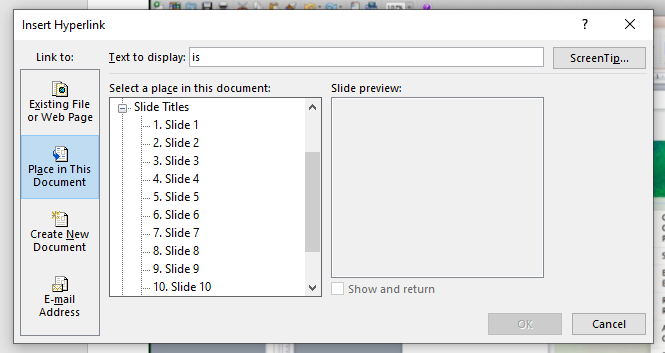 Insert Hyperlink
?
Link to:
Text to display: is
ScreenTip...
Existing File
or Web Page
Place in This
Document
Create New
Document
E-mail
Address
Select a place in this document:
Slide Titles
1. Slide 1
2. Slide 2
3. Slide 3
4. Slide 4
5. Slide 5
6. Slide 6
7. Slide 7
8. Slide 8
9. Slide 9
10. Slide 10
Slide preview:
Show and return
OK
Cancel